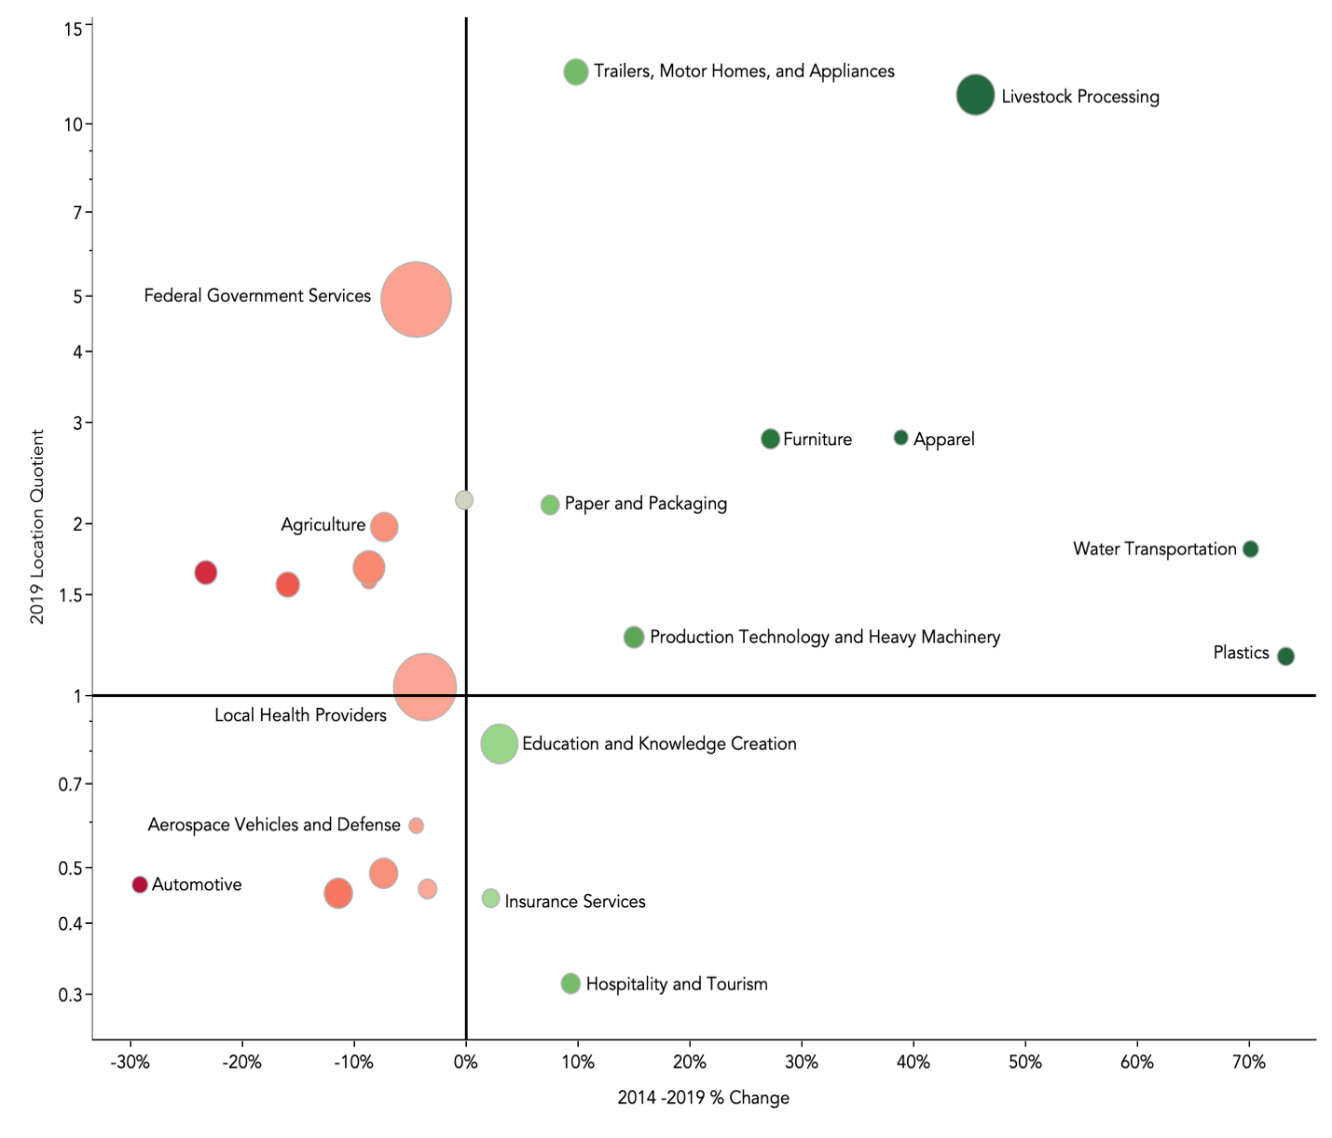 15
Trailers, Motor Homes, and Appliances
Livestock Processing
10
7
Federal Government Services
5
4
3
Furniture
Apparel
Paper and Packaging
2
Agriculture
Water Transportation
2019 Location Quotient
1.5
Production Technology and Heavy Machinery
Plastics
1
Local Health Providers
Education and Knowledge Creation
0.7
Aerospace Vehicles and Defense
0.5
Automotive
Insurance Services
0.4
Hospitality and Tourism
0.3
-30% -20% -10% 0% 10% 20% 30% 40% 50% 60% 70%
2014 -2019 % Change